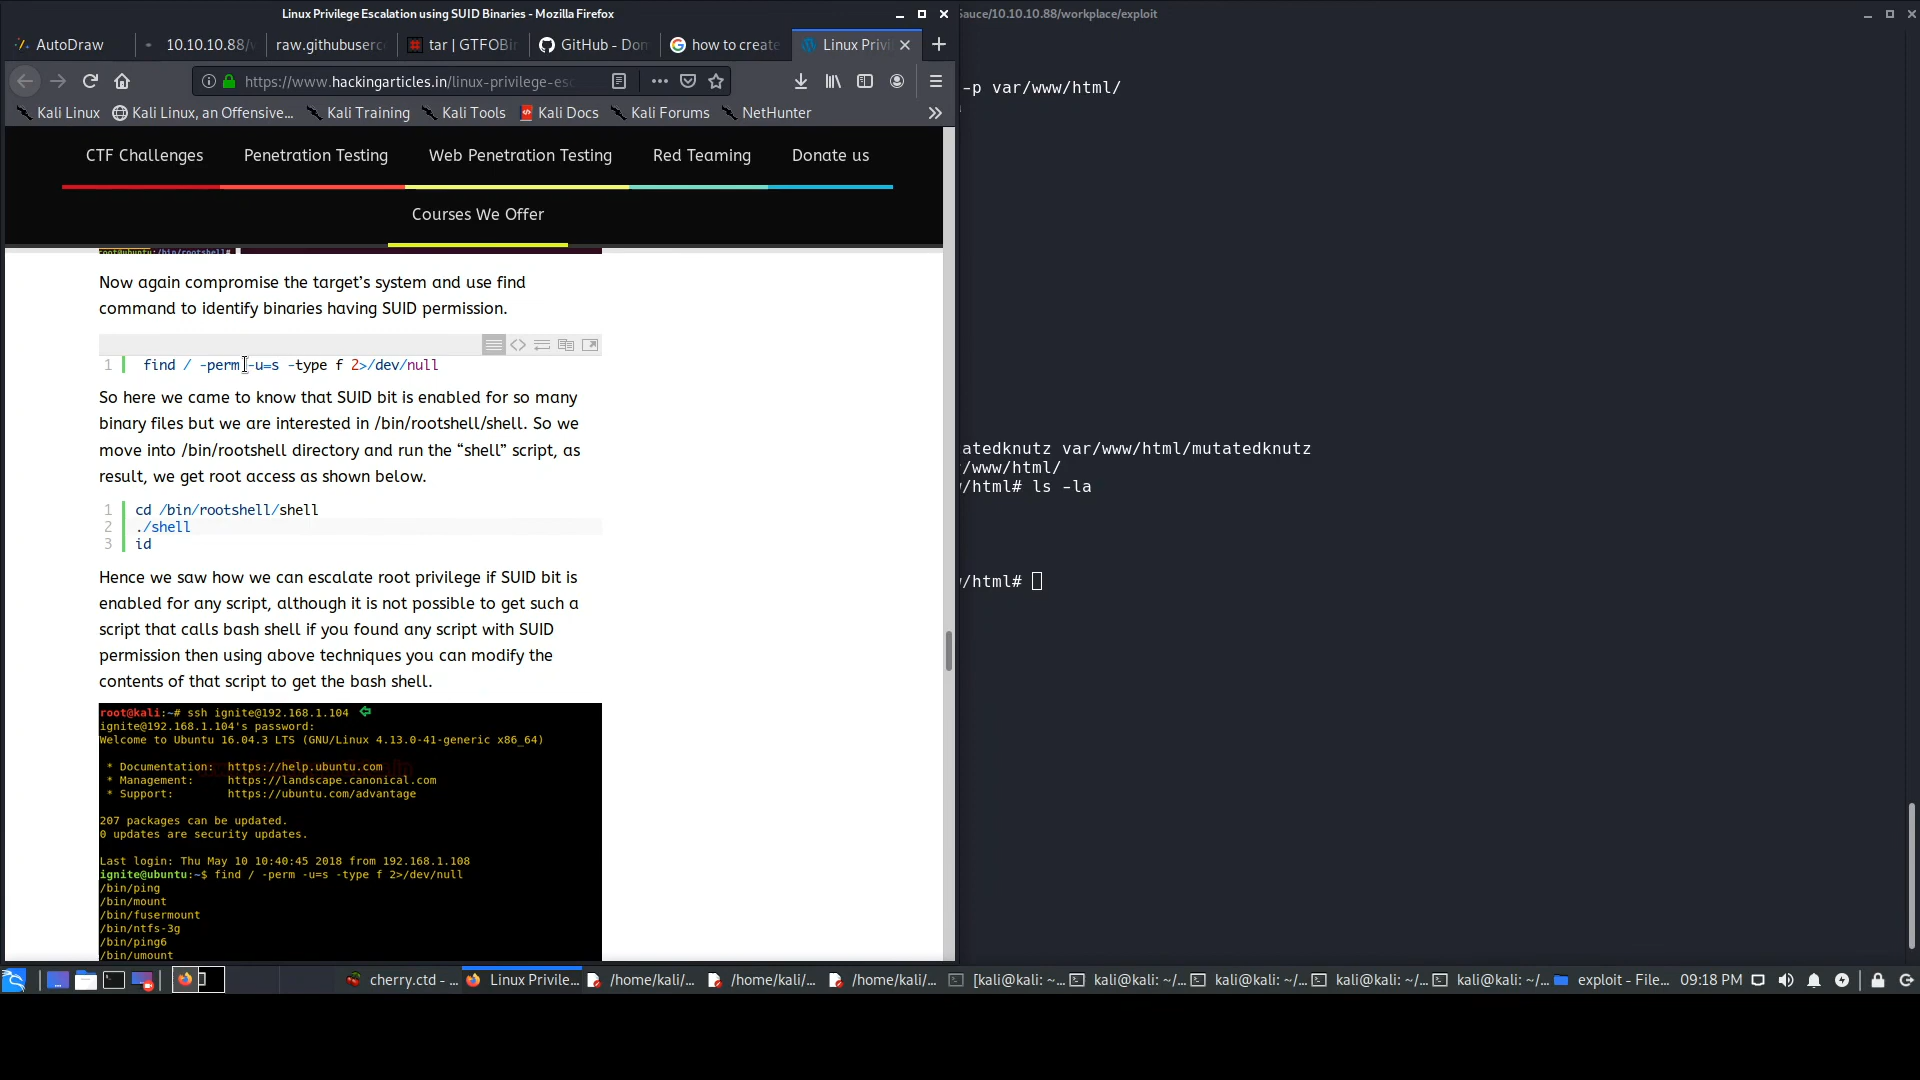 Linux Privilege Escalation using SUID Binaries - Mozilla Firefox
Sauce/10.10.10.88/workplace/exploit
AutoDraw
10.10.10.88/
raw.githubuserc
tar | GTFOBi
GitHub - Do
how to create
Linux Privi
https://www.hackingarticles.in/linux-privilege-es
Kali Linux
Kali Linux, an Offensive...
Kali Training
Kali Tools
Kali Docs
Kali Forums
NetHunter
CTF Challenges
Penetration Testing
Web Penetration Testing
Red Teaming
Donate us
Courses We Offer
root@ubuntu:/bin/rootshell#
Now again compromise the target's system and use find
command to identify binaries having SUID permission.
1 find / -perm -u=s -type f 2>/dev/null
So here we came to know that SUID bit is enabled for so many
binary files but we are interested in /bin/rootshell/shell. So we
move into /bin/rootshell directory and run the “shell” script, as
result, we get root access as shown below.
1 cd /bin/rootshell/shell
2 ./shell
3 id
Hence we saw how we can escalate root privilege if SUID bit is
enabled for any script, although it is not possible to get such a
script that calls bash shell if you found any script with SUID
permission then using above techniques you can modify the
contents of that script to get the bash shell.
root@kali:~# ssh ignite@192.168.1.104
ignite@192.168.1.104's password:
Welcome to Ubuntu 16.04.3 LTS (GNU/Linux 4.13.0-41-generic x86_64)
* Documentation: https://help.ubuntu.com
* Management: https://landscape.canonical.com
* Support: https://ubuntu.com/advantage
207 packages can be updated.
0 updates are security updates.
Last login: Thu May 10 10:40:45 2018 from 192.168.1.108
ignite@ubuntu:~$ find / -perm -u=s -type f 2>/dev/null
/bin/ping
/bin/mount
/bin/fusermount
/bin/ntfs-3g
/bin/ping6
/bin/umount
-p var/www/html/
atedknutz var/www/html/mutatedknutz
/www/html/
/html# ls -la
/html#
cherry.ctd - ...
Linux Privile...
/home/kali/...
/home/kali/...
/home/kali/...
[kali@kali: ~...
kali@kali: ~/...
kali@kali: ~/...
kali@kali: ~/...
kali@kali: ~/...
exploit - File...
09:18 PM